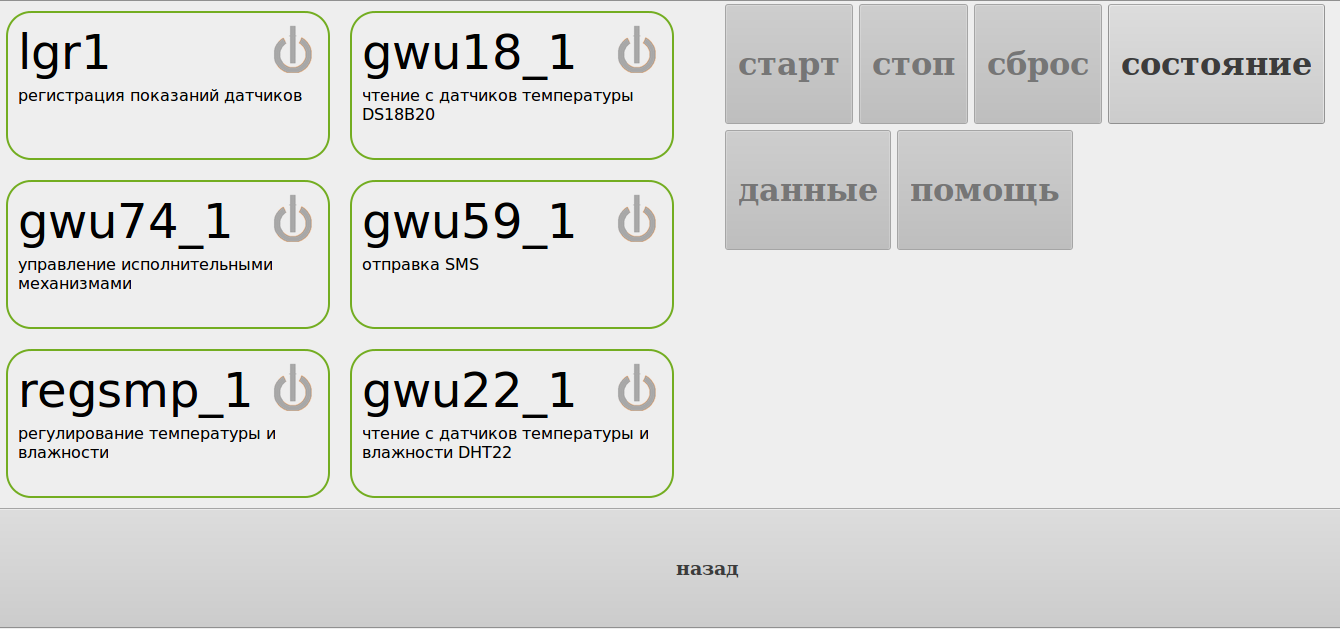 lgr1
регистрация показаний датчиков
gwu18_1
чтение с датчиков температуры
DS18B20
gwu74_1
управление исполнительными
механизмами
gwu59_1
отправка SMS
regsmp_1
регулирование температуры и
влажности
gwu22_1
чтение с датчиков температуры и
влажности DHT22
старт
стоп
сброс
состояние
данные
помощь
назад